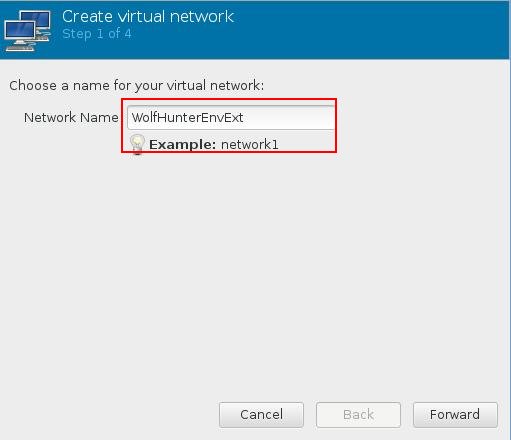 Create virtual network
Step 1 of 4
Choose a name for your virtual network:
Network Name: WolfHunterEnvExt
Example: network1
Cancel Back Forward